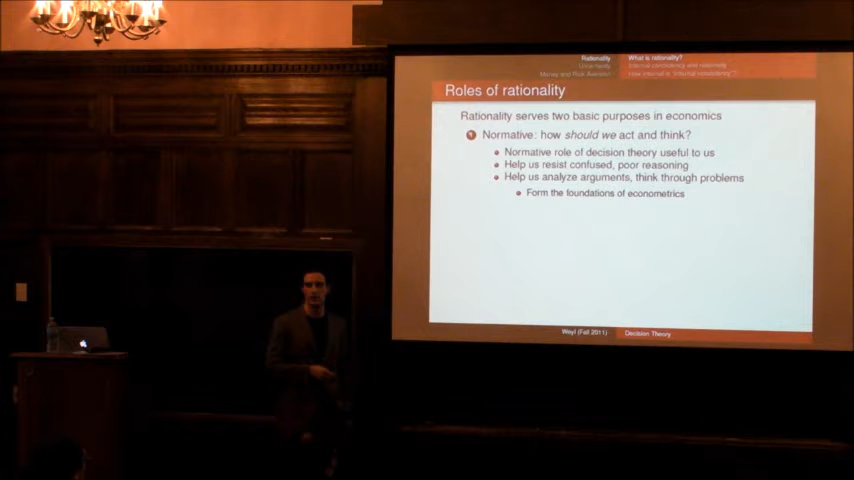 Rationality
What is rationality?
Uncertainty
Internal consistency and rationality
Money and Risk Aversion
How internal is "internal consistency"?
Roles of rationality
Rationality serves two basic purposes in economics
1 Normative: how should we act and think?
Normative role of decision theory useful to us
Help us resist confused, poor reasoning
Help us analyze arguments, think through problems
Form the foundations of econometrics
Weyl (Fall 2011)
Decision Theory